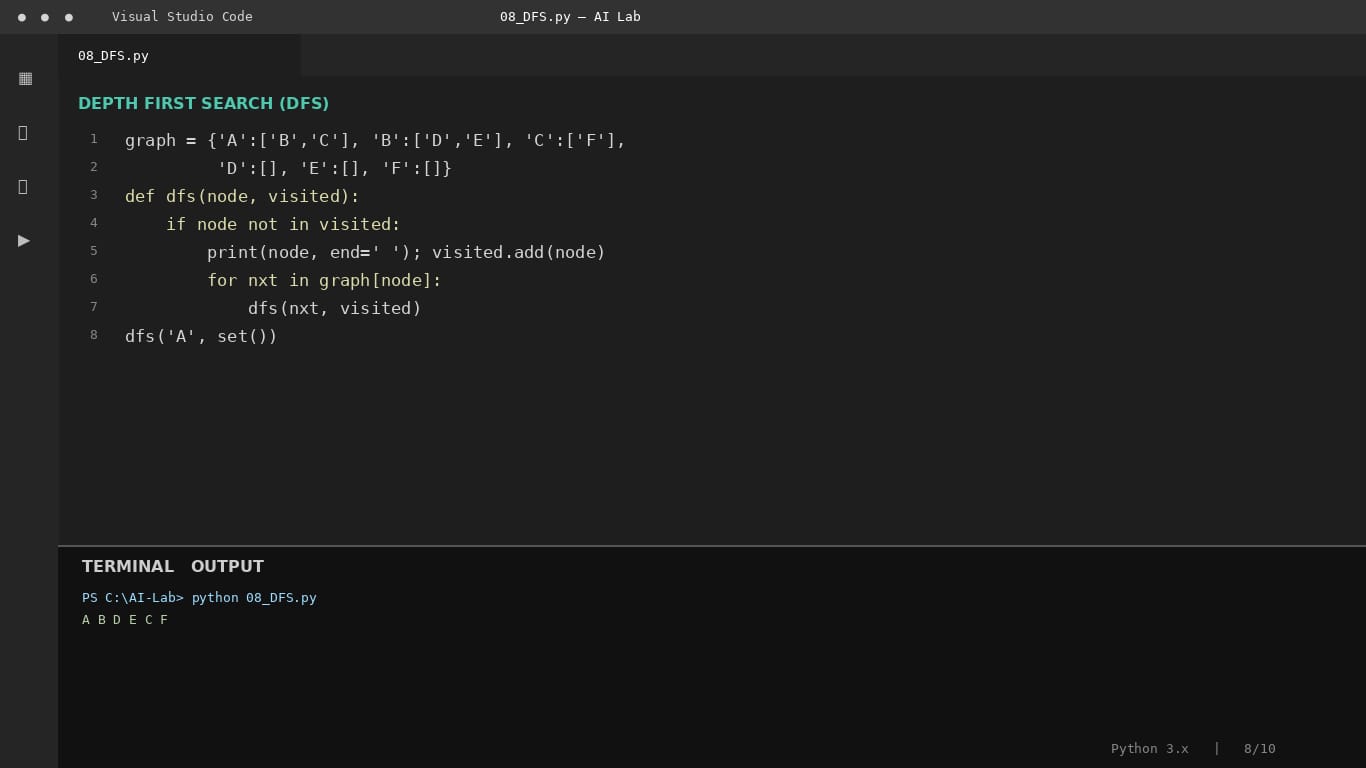 ● ● ● Visual Studio Code 08_DFS.py — AI Lab
08_DFS.py
DEPTH FIRST SEARCH (DFS)
1 graph = {'A':['B','C'], 'B':['D','E'], 'C':['F'],
2          'D':[], 'E':[], 'F':[]}
3 def dfs(node, visited):
4     if node not in visited:
5         print(node, end=' '); visited.add(node)
6         for nxt in graph[node]:
7             dfs(nxt, visited)
8 dfs('A', set())
TERMINAL OUTPUT
PS C:\AI-Lab> python 08_DFS.py
A B D E C F
Python 3.x | 8/10